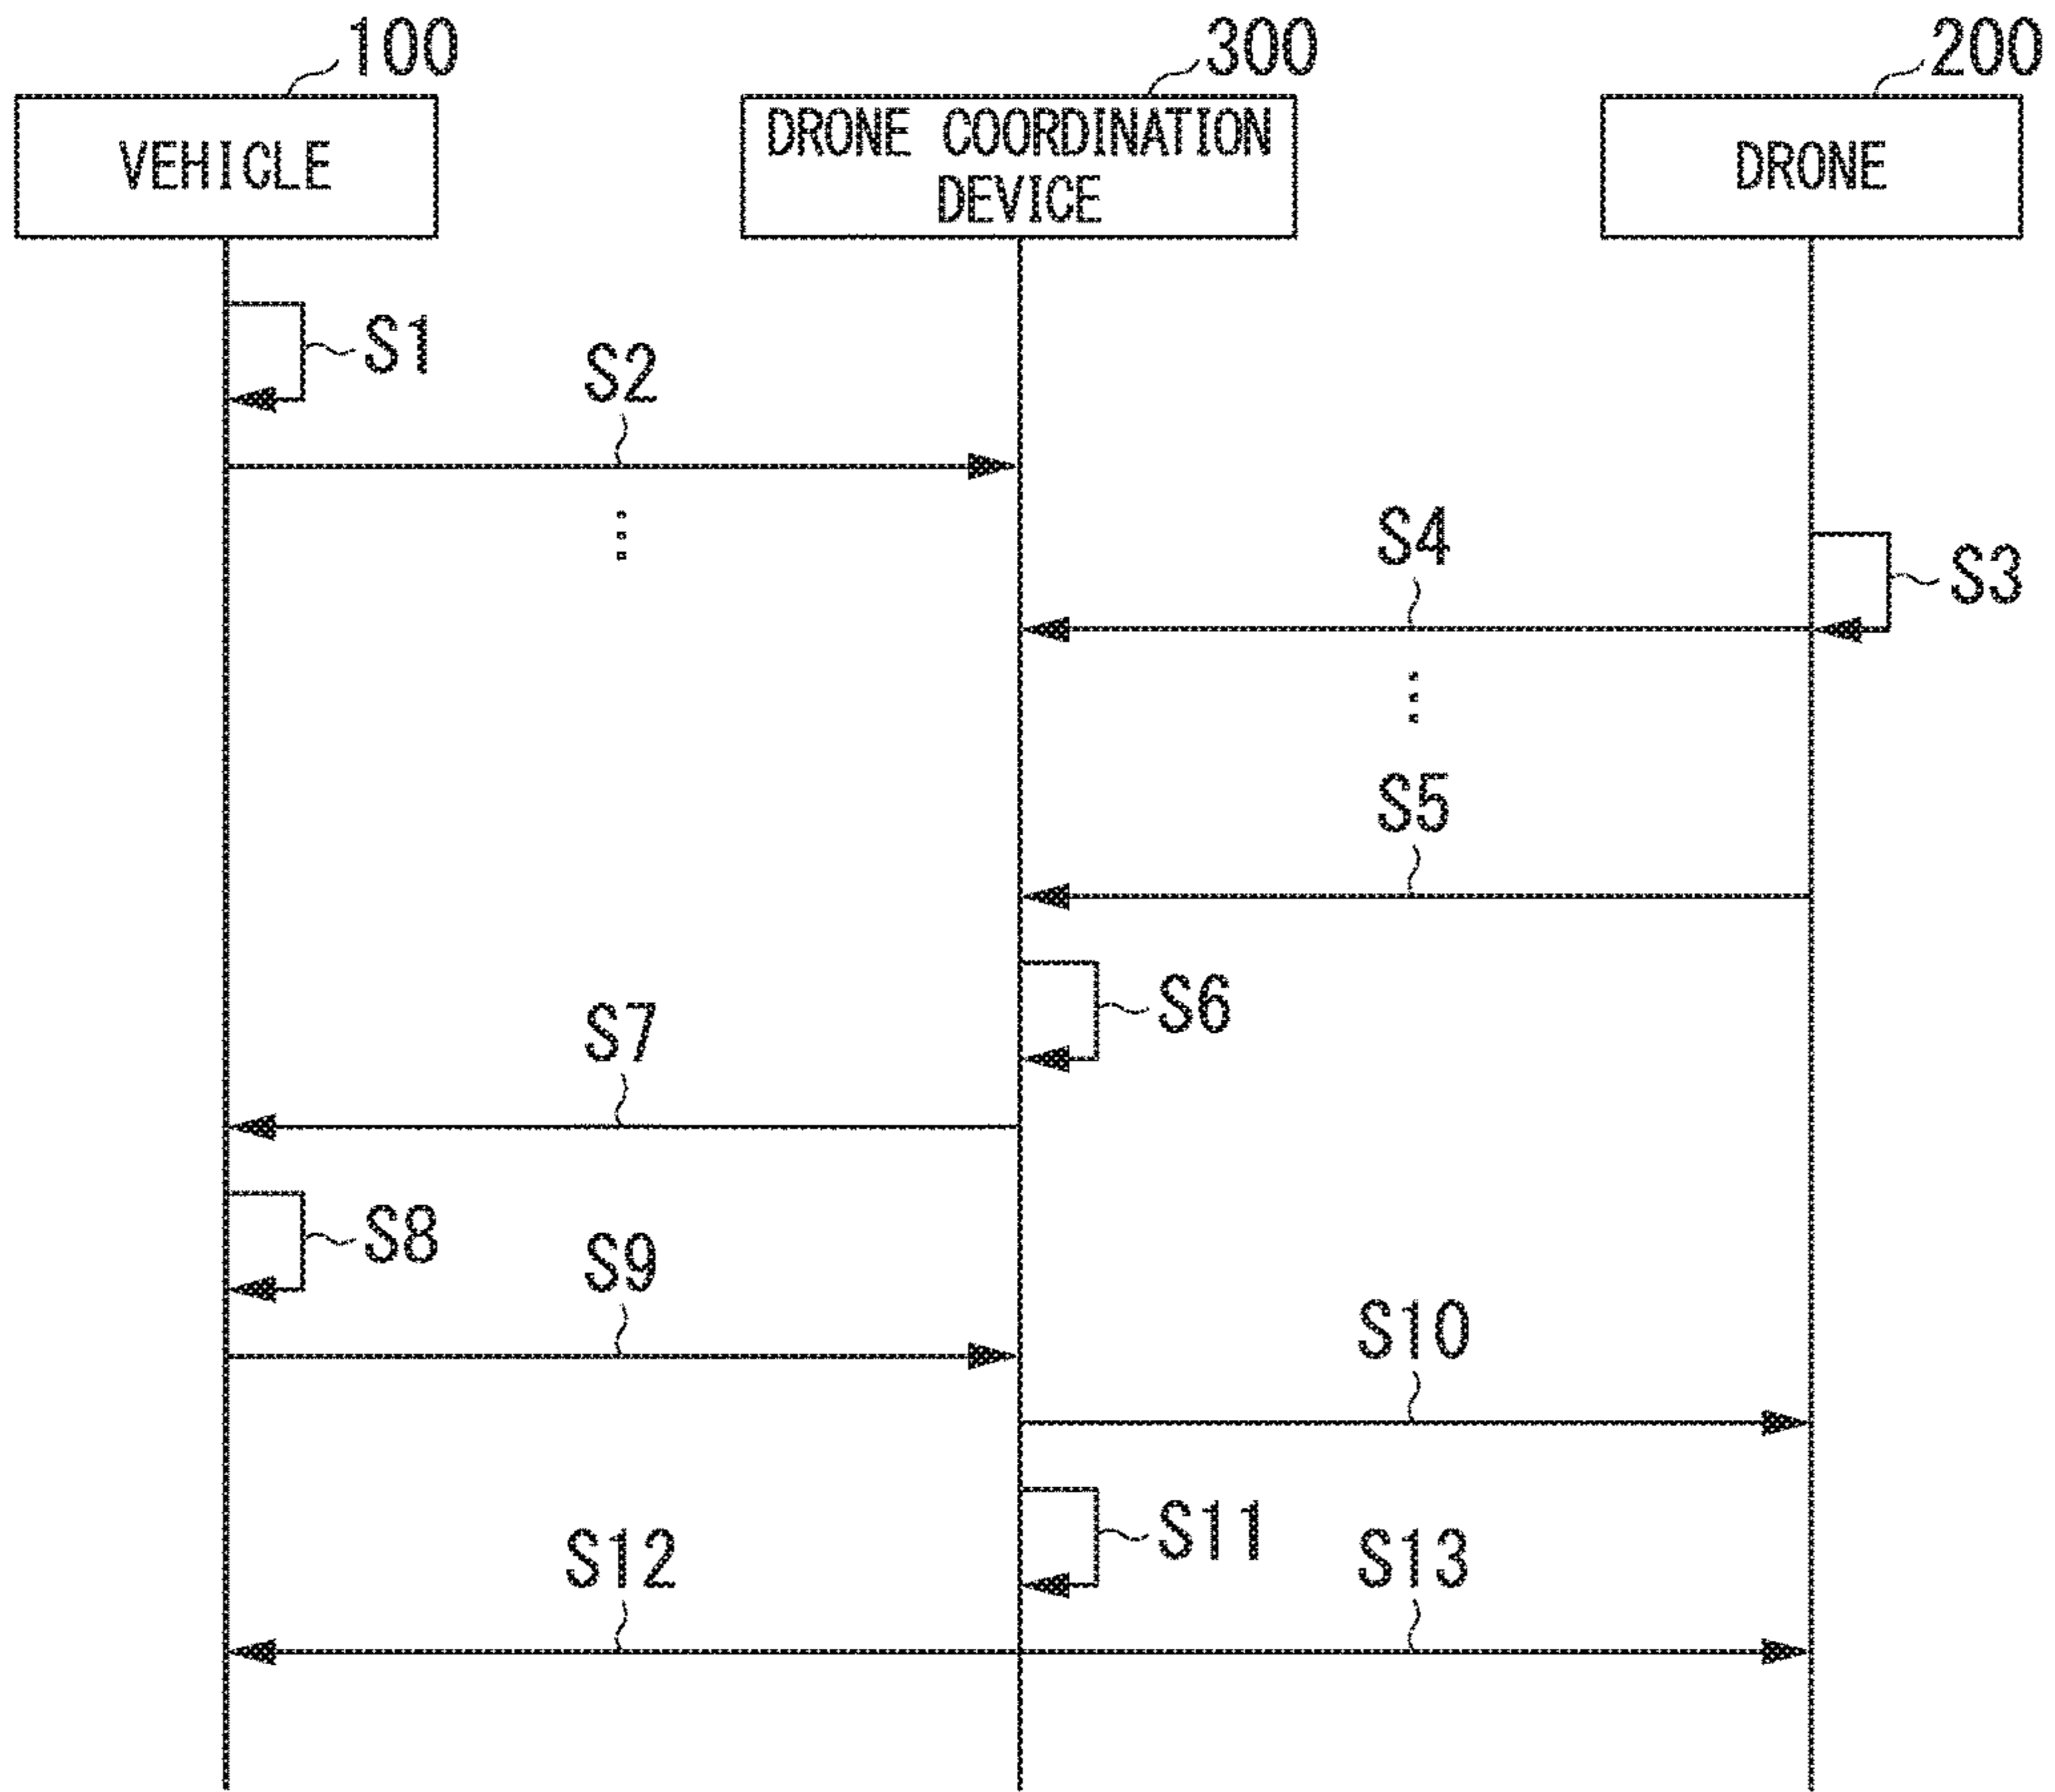 100
300
200
VEHICLE
DRONE COORDINATION
DEVICE
DRONE
S1
S2
S4
S3
S5
S6
S7
S8
S9
S10
S11
S12
S13